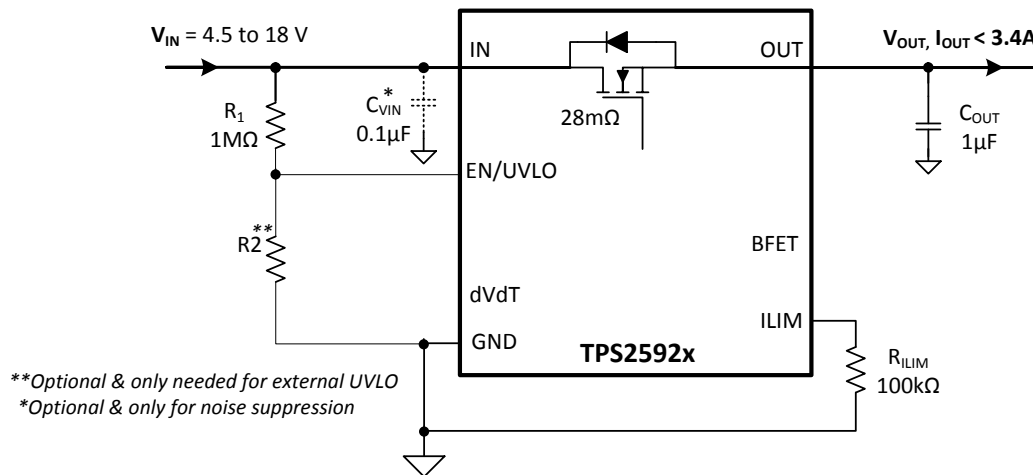 V_IN = 4.5 to 18 V
IN
OUT
V_OUT, I_OUT < 3.4A
R_1
1MΩ
C_VIN*
0.1µF
28mΩ
C_OUT
1µF
EN/UVLO
R2**
BFET
dVdT
ILIM
GND
TPS2592x
R_ILIM
100kΩ
**Optional & only needed for external UVLO
*Optional & only for noise suppression